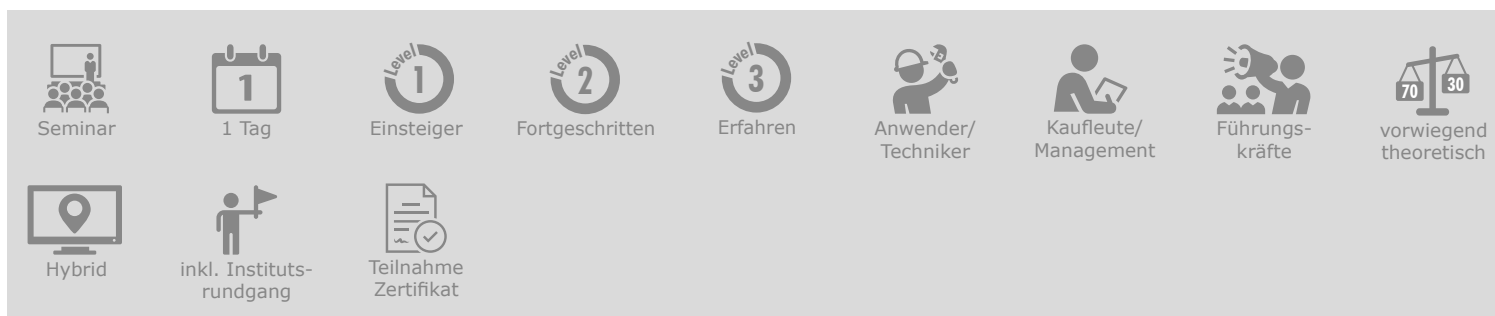 Seminar
1
1 Tag
Level
1
Einsteiger
Level
2
Fortgeschritten
Level
3
Erfahren
Anwender/
Techniker
Kaufleute/
Management
Führungs-
kräfte
70
30
vorwiegend
theoretisch
Hybrid
inkl. Instituts-
rundgang
Teilnahme
Zertifikat